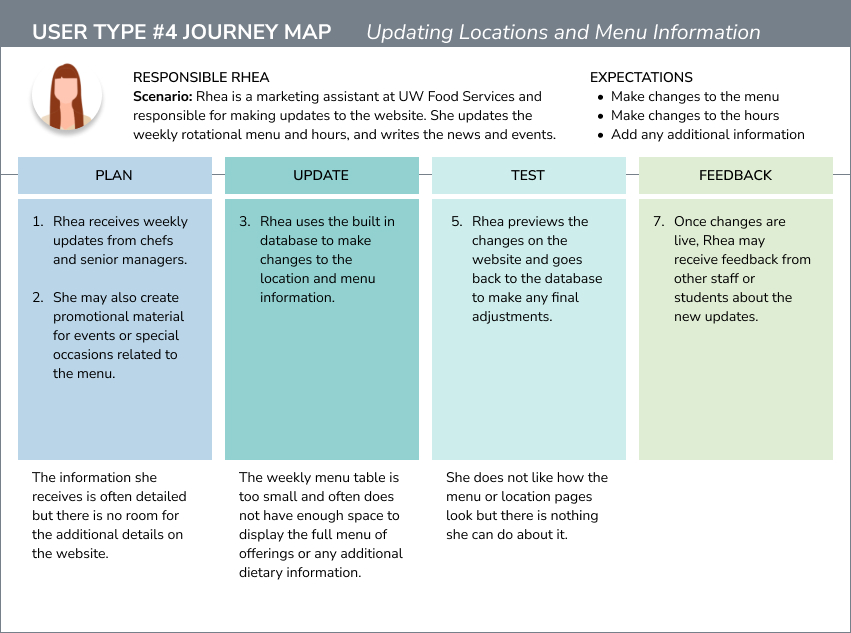 USER TYPE #4 JOURNEY MAP Updating Locations and Menu Information
RESPONSIBLE RHEA
Scenario: Rhea is a marketing assistant at UW Food Services and
responsible for making updates to the website. She updates the
weekly rotational menu and hours, and writes the news and events.
EXPECTATIONS
• Make changes to the menu
• Make changes to the hours
• Add any additional information
PLAN
1. Rhea receives weekly
updates from chefs
and senior managers.
2. She may also create
promotional material
for events or special
occasions related to
the menu.
The information she
receives is often detailed
but there is no room for
the additional details on
the website.
UPDATE
3. Rhea uses the built in
database to make
changes to the
location and menu
information.
The weekly menu table is
too small and often does
not have enough space to
display the full menu of
offerings or any additional
dietary information.
TEST
5. Rhea previews the
changes on the
website and goes
back to the database
to make any final
adjustments.
She does not like how the
menu or location pages
look but there is nothing
she can do about it.
FEEDBACK
7. Once changes are
live, Rhea may
receive feedback from
other staff or
students about the
new updates.